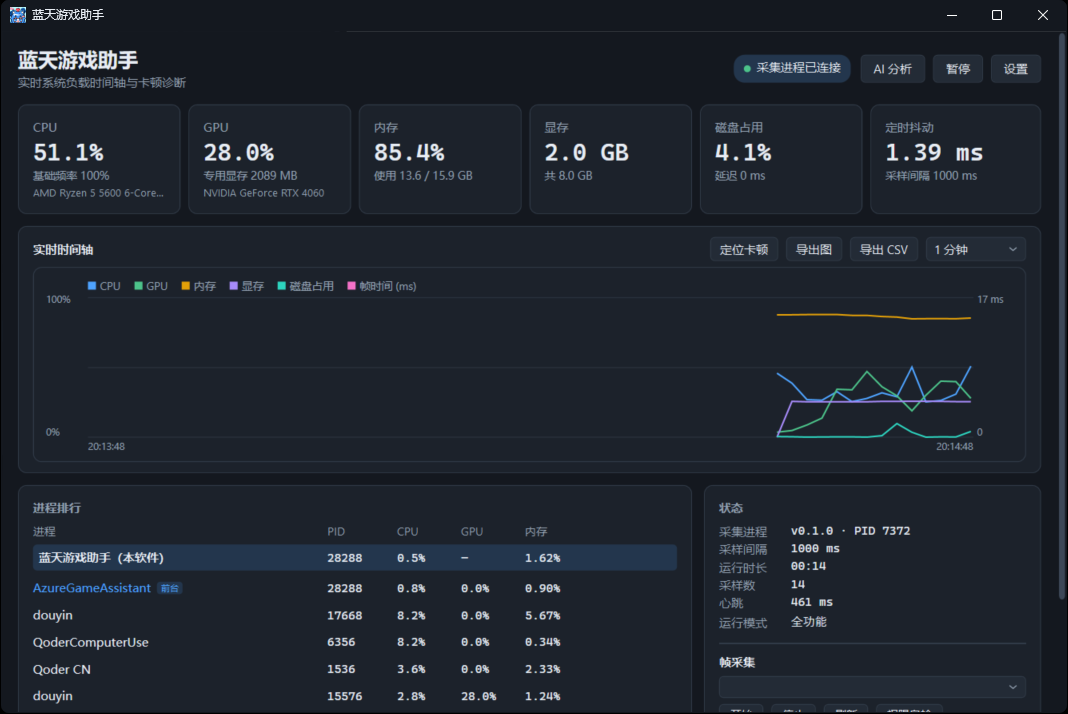 蓝天游戏助手
蓝天游戏助手
实时系统负载时间轴与卡顿诊断
采集进程已连接 AI 分析 暂停 设置
CPU
51.1%
基础频率 100%
AMD Ryzen 5 5600 6-Core...
GPU
28.0%
专用显存 2089 MB
NVIDIA GeForce RTX 4060
内存
85.4%
使用 13.6 / 15.9 GB
显存
2.0 GB
共 8.0 GB
磁盘占用
4.1%
延迟 0 ms
定时抖动
1.39 ms
采样间隔 1000 ms
实时时间轴 定位卡顿 导出图 导出 CSV 1 分钟
CPU GPU 内存 显存 磁盘占用 帧时间 (ms)
100% 17 ms
0% 0
20:13:48 20:14:48
进程排行
进程 PID CPU GPU 内存
蓝天游戏助手（本软件） 28288 0.5% — 1.62%
AzureGameAssistant 前台 28288 0.8% 0.0% 0.90%
douyin 17668 8.2% 0.0% 5.67%
QoderComputerUse 6356 8.2% 0.0% 0.34%
Qoder CN 1536 3.6% 0.0% 2.33%
douyin 15576 2.8% 28.0% 1.24%
状态
采集进程 v0.1.0 · PID 7372
采样间隔 1000 ms
运行时长 00:14
采样数 14
心跳 461 ms
运行模式 全功能
帧采集